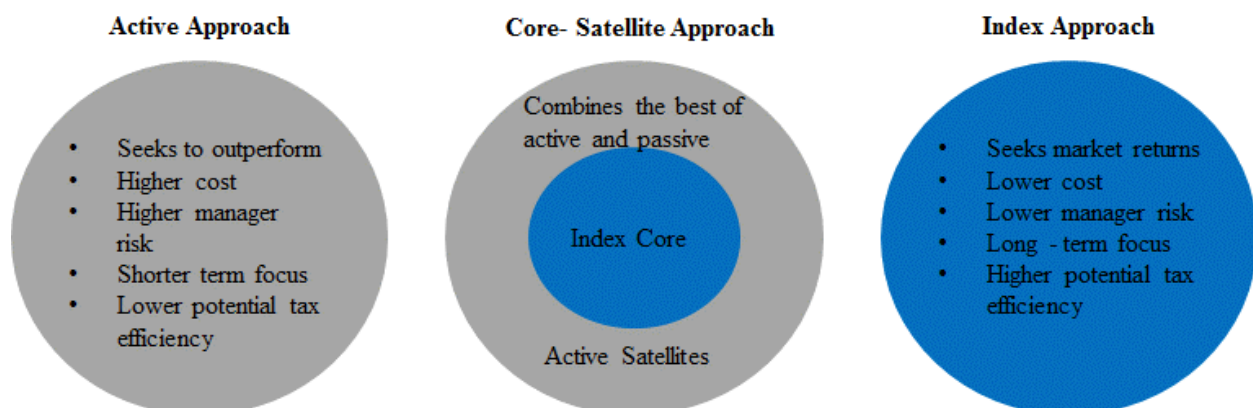 Active Approach
• Seeks to outperform
• Higher cost
• Higher manager
risk
• Shorter term focus
• Lower potential tax
efficiency
Core- Satellite Approach
Combines the best of
active and passive
Index Core
Active Satellites
Index Approach
• Seeks market returns
• Lower cost
• Lower manager risk
• Long - term focus
• Higher potential tax
efficiency